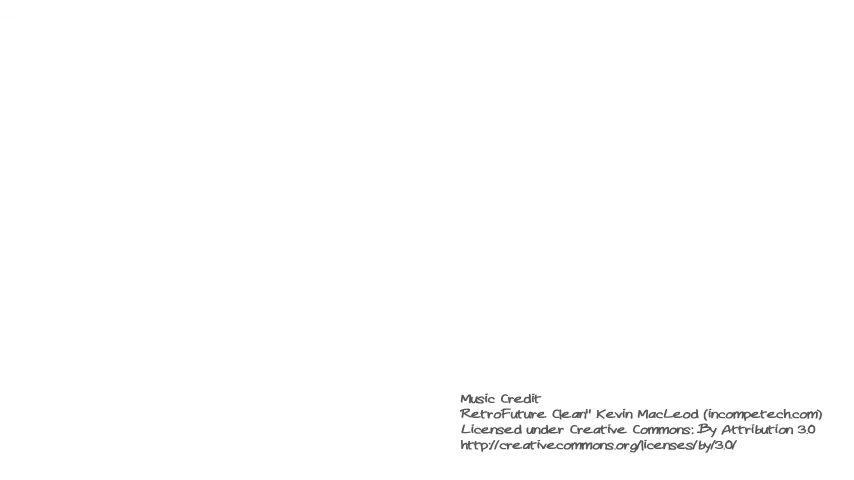 Music Credit
"RetroFuture Clean" Kevin MacLeod (incompetech.com)
Licensed under Creative Commons: By Attribution 3.0
http://creativecommons.org/licenses/by/3.0/